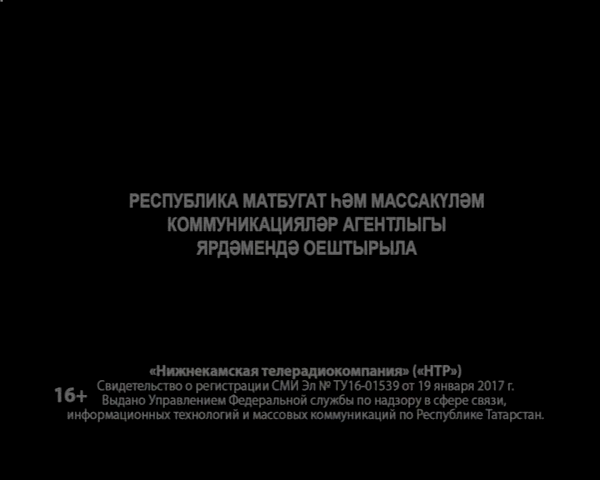 РЕСПУБЛИКА МАТБУГАТ ҺӘМ МАССАКҮЛӘМ
КОММУНИКАЦИЯЛӘР АГЕНТЛЫГЫ
ЯРДӘМЕНДӘ ОЕШТЫРЫЛА
«Нижнекамская телерадиокомпания» («НТР»)
Свидетельство о регистрации СМИ Эл № ТУ16-01539 от 19 января 2017 г.
16+
Выдано Управлением Федеральной службы по надзору в сфере связи,
информационных технологий и массовых коммуникаций по Республике Татарстан.